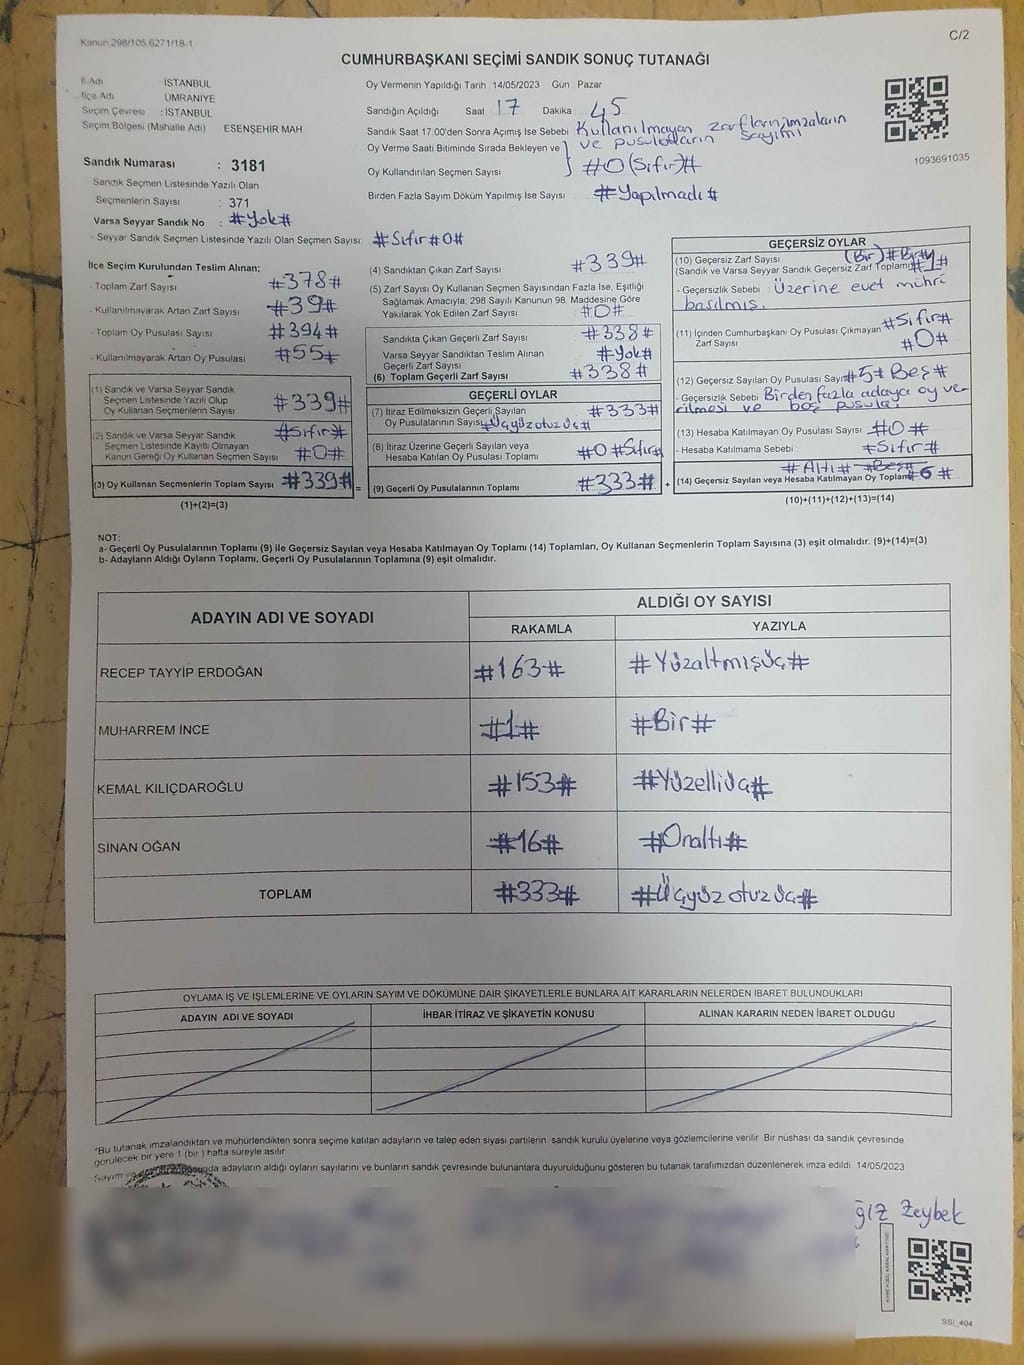 Kanun:298/105,6271/18-1
C/2
CUMHURBAŞKANI SEÇİMİ SANDIK SONUÇ TUTANAĞI
İl Adı : İSTANBUL
İlçe Adı : ÜMRANİYE
Seçim Çevresi : İSTANBUL
Seçim Bölgesi (Mahalle Adı) ESENŞEHİR MAH.
Sandık Numarası : 3181
Sandık Seçmen Listesinde Yazılı Olan
Seçmenlerin Sayısı : 371
Varsa Seyyar Sandık No : #Yok#
- Seyyar Sandık Seçmen Listesinde Yazılı Olan Seçmen Sayısı: #Sıfır#0#
Oy Vermenin Yapıldığı Tarih 14/05/2023 Gün Pazar
Sandığın Açıldığı Saat 17 Dakika 45
Sandık Saat 17:00'den Sonra Açılmış İse Sebebi Kullanılmayan zarfların,imzaların
ve pusulaların sayımı
Oy Verme Saati Bitiminde Sırada Bekleyen ve
Oy Kullandırılan Seçmen Sayısı #0(Sıfır)#
Birden Fazla Sayım Döküm Yapılmış İse Sayısı #Yapılmadı#
1093691035
İlçe Seçim Kurulundan Teslim Alınan;
- Toplam Zarf Sayısı #378#
- Kullanılmayarak Artan Zarf Sayısı #39#
- Toplam Oy Pusulası Sayısı #394#
- Kullanılmayarak Artan Oy Pusulası #55#
(1) Sandık ve Varsa Seyyar Sandık
Seçmen Listesinde Yazılı Olup
Oy Kullanan Seçmenlerin Sayısı #339#
(2) Sandık ve Varsa Seyyar Sandık
Seçmen Listesinde Kayıtlı Olmayan
Kanun Gereği Oy Kullanan Seçmen Sayısı #Sıfır# #0#
(3) Oy Kullanan Seçmenlerin Toplam Sayısı #339# =
(1)+(2)=(3)
(4) Sandıktan Çıkan Zarf Sayısı #339#
(5) Zarf Sayısı Oy Kullanan Seçmen Sayısından Fazla İse, Eşitliği
Sağlamak Amacıyla; 298 Sayılı Kanunun 98. Maddesine Göre
Yakılarak Yok Edilen Zarf Sayısı #0#
Sandıkta Çıkan Geçerli Zarf Sayısı #338#
Varsa Seyyar Sandıktan Teslim Alınan
Geçerli Zarf Sayısı #Yok#
(6) Toplam Geçerli Zarf Sayısı #338#
GEÇERLİ OYLAR
(7) İtiraz Edilmeksizin Geçerli Sayılan
Oy Pusulalarının Sayısı #333# #Üçyüzotuzüç#
(8) İtiraz Üzerine Geçerli Sayılan veya
Hesaba Katılan Oy Pusulası Toplamı #0 #Sıfır#
(9) Geçerli Oy Pusulalarının Toplamı #333# +
GEÇERSİZ OYLAR
(10) Geçersiz Zarf Sayısı (Bir) #Bir#
(Sandık ve Varsa Seyyar Sandık Geçersiz Zarf Toplamı) #1#
- Geçersizlik Sebebi : Üzerine evet mührü
basılmış.
(11) İçinden Cumhurbaşkanı Oy Pusulası Çıkmayan #Sıfır#
Zarf Sayısı #0#
(12) Geçersiz Sayılan Oy Pusulası Sayısı #5# Beş#
- Geçersizlik Sebebi Birden fazla adaya oy ve-
rilmesi ve boş pusula
(13) Hesaba Katılmayan Oy Pusulası Sayısı #0#
- Hesaba Katılmama Sebebi : #Sıfır#
#Altı# #Beş#
(14) Geçersiz Sayılan veya Hesaba Katılmayan Oy Toplamı #6#
(10)+(11)+(12)+(13)=(14)
NOT:
a- Geçerli Oy Pusulalarının Toplamı (9) ile Geçersiz Sayılan veya Hesaba Katılmayan Oy Toplamı (14) Toplamları, Oy Kullanan Seçmenlerin Toplam Sayısına (3) eşit olmalıdır. (9)+(14)=(3)
b- Adayların Aldığı Oyların Toplamı, Geçerli Oy Pusulalarının Toplamına (9) eşit olmalıdır.
ADAYIN ADI VE SOYADI
ALDIĞI OY SAYISI
RAKAMLA YAZIYLA
RECEP TAYYİP ERDOĞAN #163# #Yüzaltmışüç#
MUHARREM İNCE #1# #Bir#
KEMAL KILIÇDAROĞLU #153# #Yüzelliüç#
SİNAN OĞAN #16# #Onaltı#
TOPLAM #333# #Üçyüzotuzüç#
OYLAMA İŞ VE İŞLEMLERİNE VE OYLARIN SAYIM VE DÖKÜMÜNE DAİR ŞİKAYETLERLE BUNLARA AİT KARARLARIN NELERDEN İBARET BULUNDUKLARI
ADAYIN ADI VE SOYADI İHBAR İTİRAZ VE ŞİKAYETİN KONUSU ALINAN KARARIN NEDEN İBARET OLDUĞU
*Bu tutanak imzalandıktan ve mühürlendikten sonra seçime katılan adayların ve talep eden siyasi partilerin sandık kurulu üyelerine veya gözlemcilerine verilir. Bir nüshası da sandık çevresinde
görülecek bir yere 1 (bir) hafta süreyle asılır.
Sayım ve adayların aldığı oyların sayılarını ve bunların sandık çevresinde bulunanlara duyurulduğunu gösteren bu tutanak tarafımızdan düzenlenerek imza edildi. 14/05/2023
ğız Zeybek
SSI_404